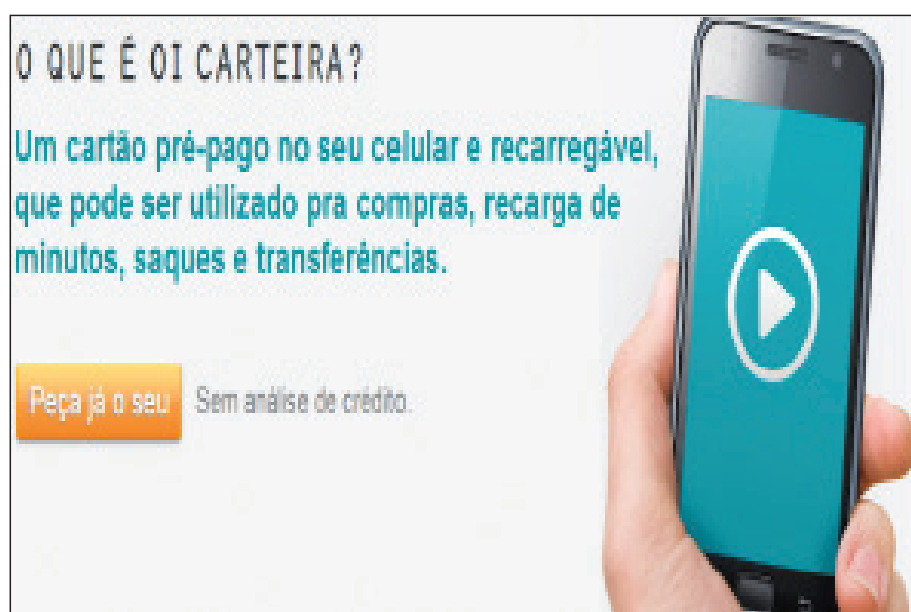 O QUE É OI CARTEIRA?
Um cartão pré-pago no seu celular e recarregável,
que pode ser utilizado pra compras, recarga de
minutos, saques e transferências.
Peça já o seu Sem análise de crédito.